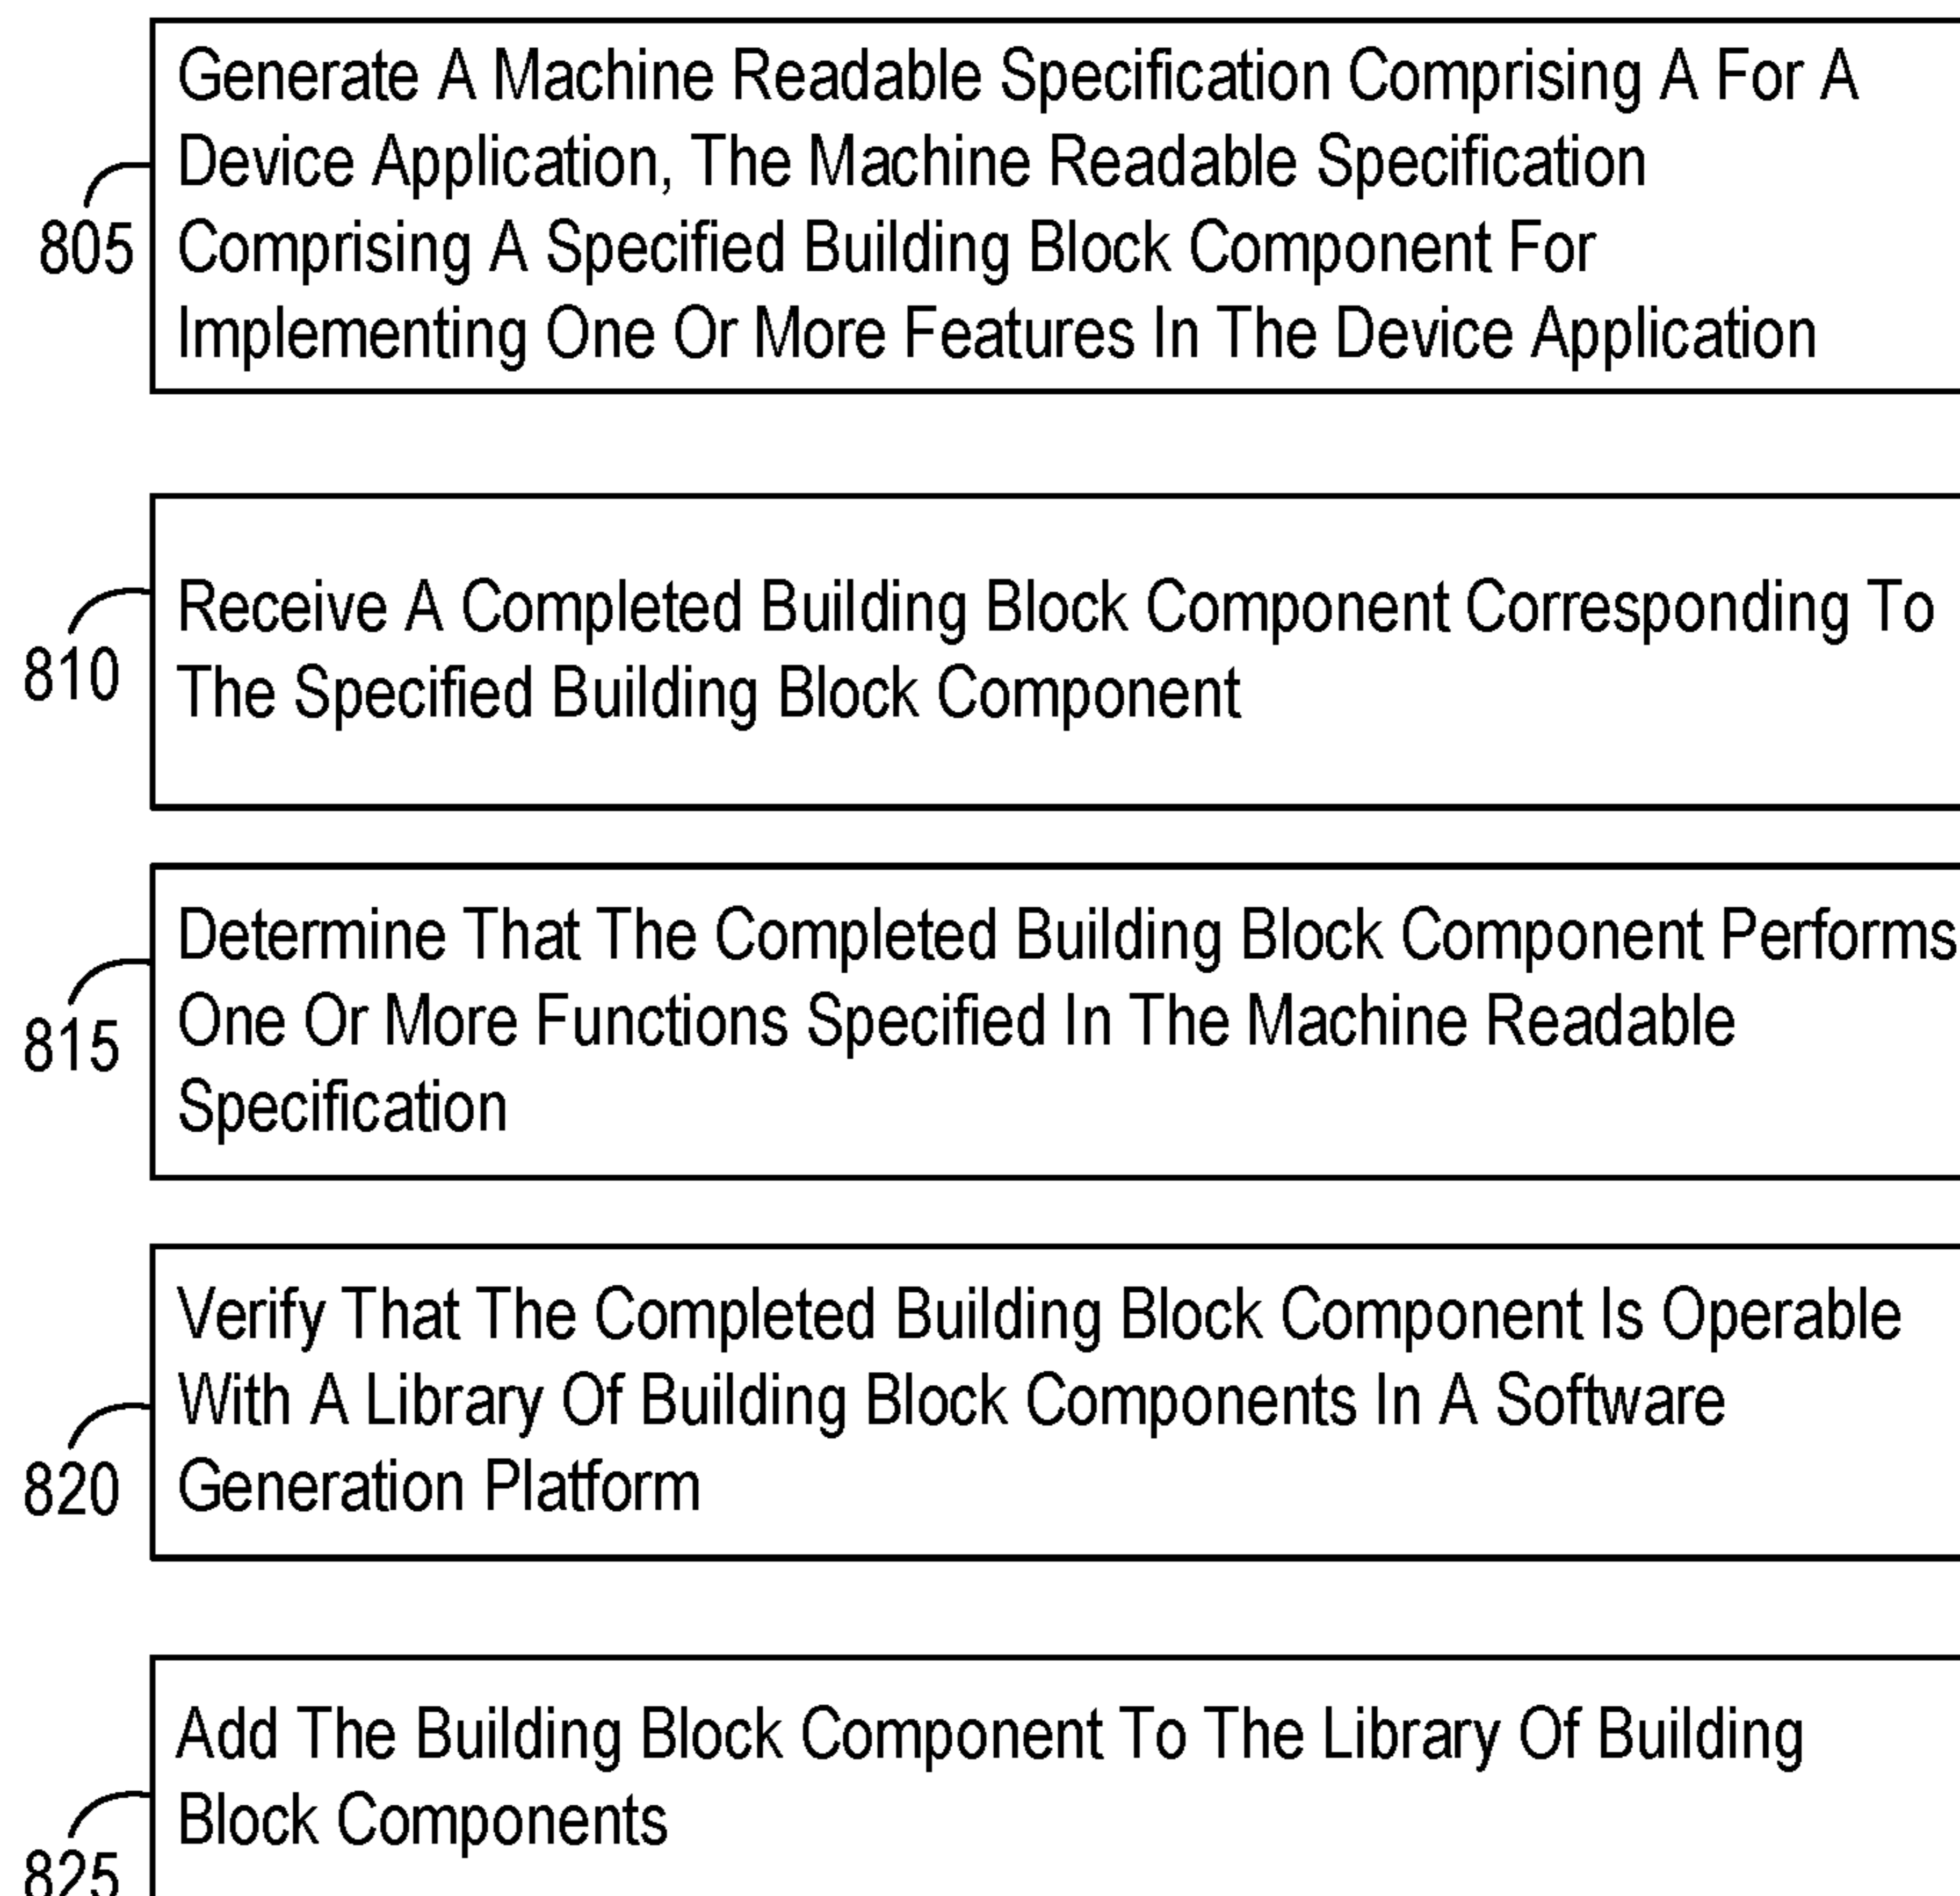 Generate A Machine Readable Specification Comprising A For A
Device Application, The Machine Readable Specification
805
Comprising A Specified Building Block Component For
Implementing One Or More Features In The Device Application
Receive A Completed Building Block Component Corresponding To
810
The Specified Building Block Component
Determine That The Completed Building Block Component Performs
One Or More Functions Specified In The Machine Readable
815
Specification
Verify That The Completed Building Block Component Is Operable
With A Library Of Building Block Components In A Software
820
Generation Platform
Add The Building Block Component To The Library Of Building
Block Components
825